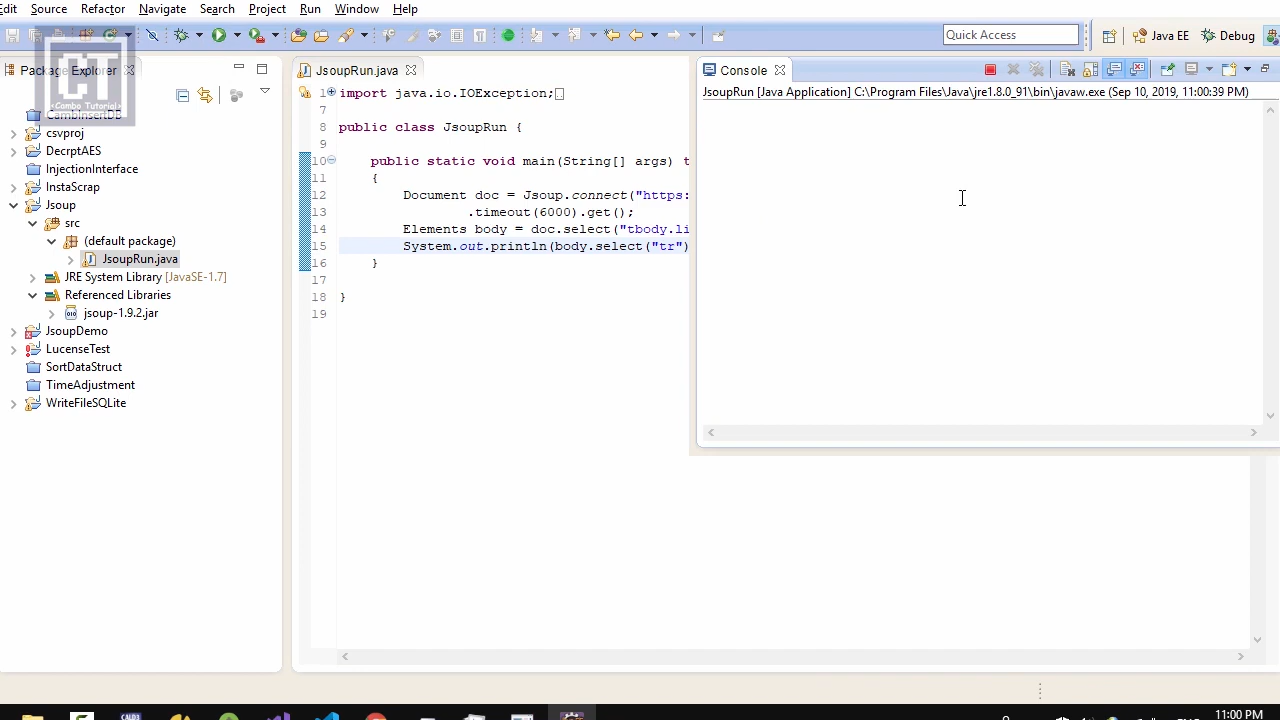 Edit Source Refactor Navigate Search Project Run Window Help
Quick Access
Java EE
Debug
CT
<Cambo Tutorial>
Package Explorer
CambInsertDB
csvproj
DecrptAES
InjectionInterface
InstaScrap
Jsoup
src
(default package)
JsoupRun.java
JRE System Library [JavaSE-1.7]
Referenced Libraries
jsoup-1.9.2.jar
JsoupDemo
LucenseTest
SortDataStruct
TimeAdjustment
WriteFileSQLite
JsoupRun.java
1 import java.io.IOException;
7
8 public class JsoupRun {
9
10 public static void main(String[] args) t
11 {
12 Document doc = Jsoup.connect("https:
13 .timeout(6000).get();
14 Elements body = doc.select("tbody.li
15 System.out.println(body.select("tr")
16 }
17
18 }
19
Console
JsoupRun [Java Application] C:\Program Files\Java\jre1.8.0_91\bin\javaw.exe (Sep 10, 2019, 11:00:39 PM)
11:00 PM